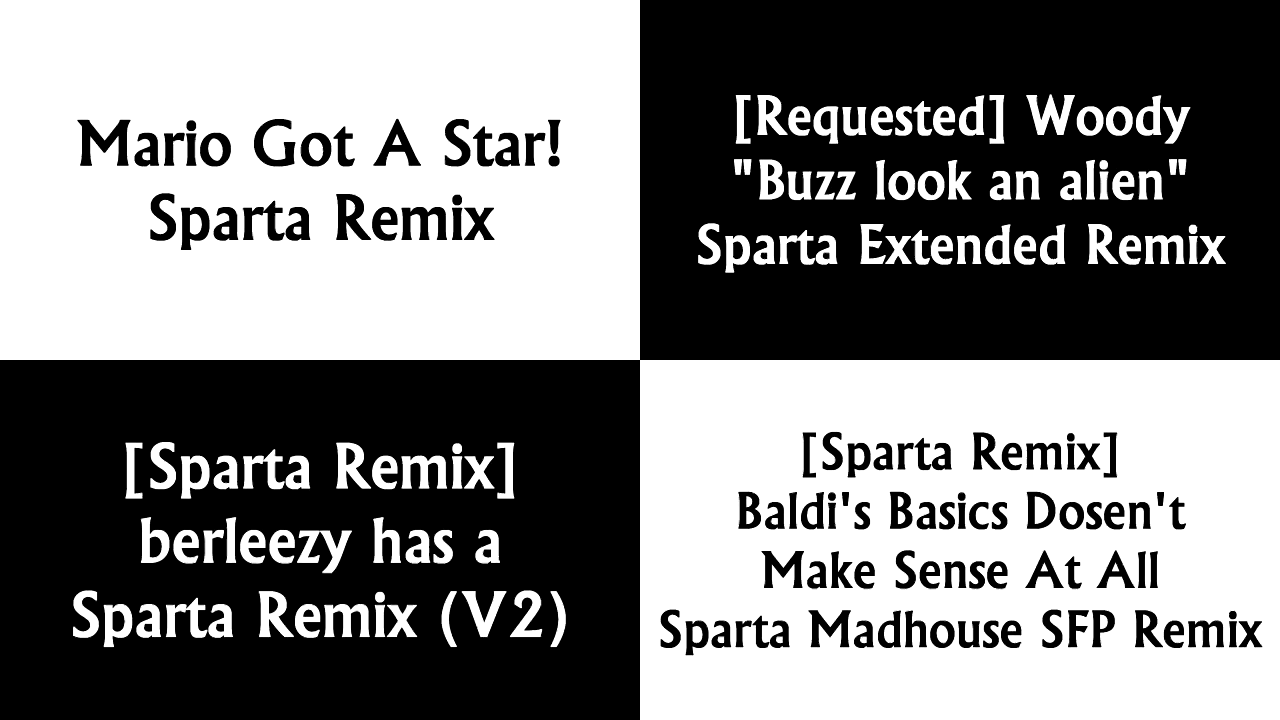 Mario Got A Star!
Sparta Remix
[Requested] Woody
"Buzz look an alien"
Sparta Extended Remix
[Sparta Remix]
berleezy has a
Sparta Remix (V2)
[Sparta Remix]
Baldi's Basics Dosen't
Make Sense At All
Sparta Madhouse SFP Remix